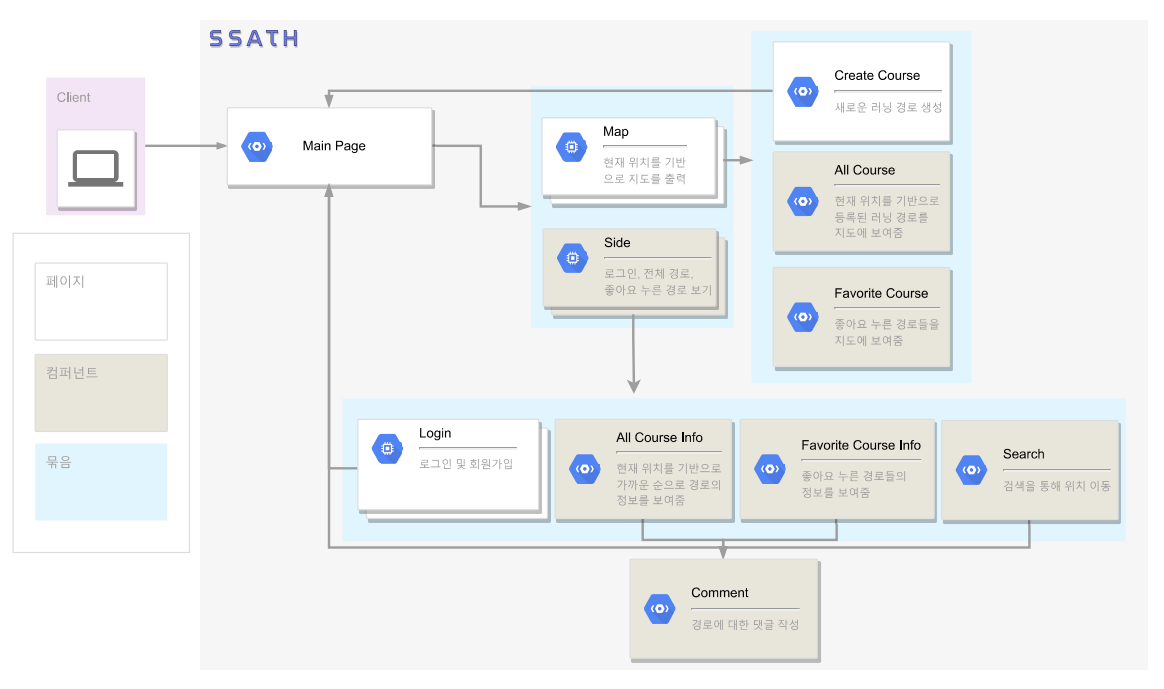 SSATH
Client
Main Page
Map
현재 위치를 기반
으로 지도를 출력
Side
로그인, 전체 경로,
좋아요 누른 경로 보기
Create Course
새로운 러닝 경로 생성
All Course
현재 위치를 기반으로
등록된 러닝 경로를
지도에 보여줌
Favorite Course
좋아요 누른 경로들을
지도에 보여줌
페이지
컴퍼넌트
묶음
Login
로그인 및 회원가입
All Course Info
현재 위치를 기반으로
가까운 순으로 경로의
정보를 보여줌
Favorite Course Info
좋아요 누른 경로들의
정보를 보여줌
Search
검색을 통해 위치 이동
Comment
경로에 대한 댓글 작성